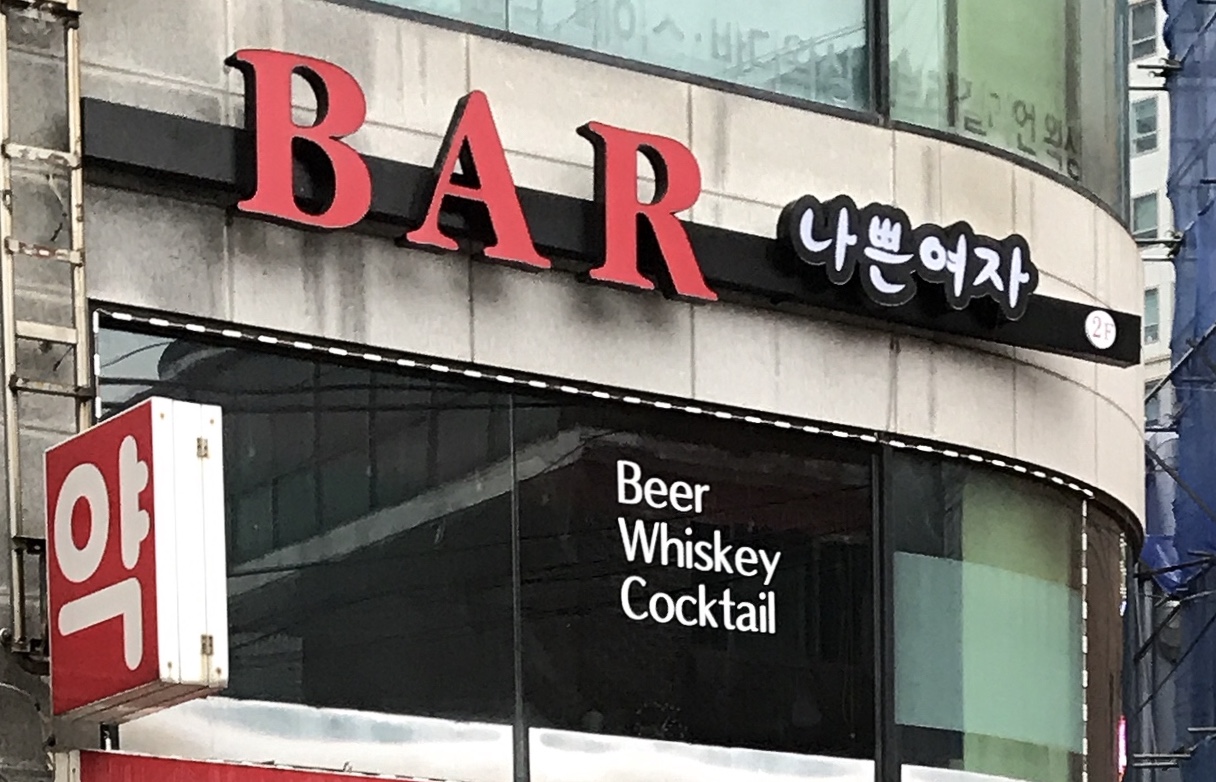 BAR 나쁜여자 2F
약
Beer
Whiskey
Cocktail